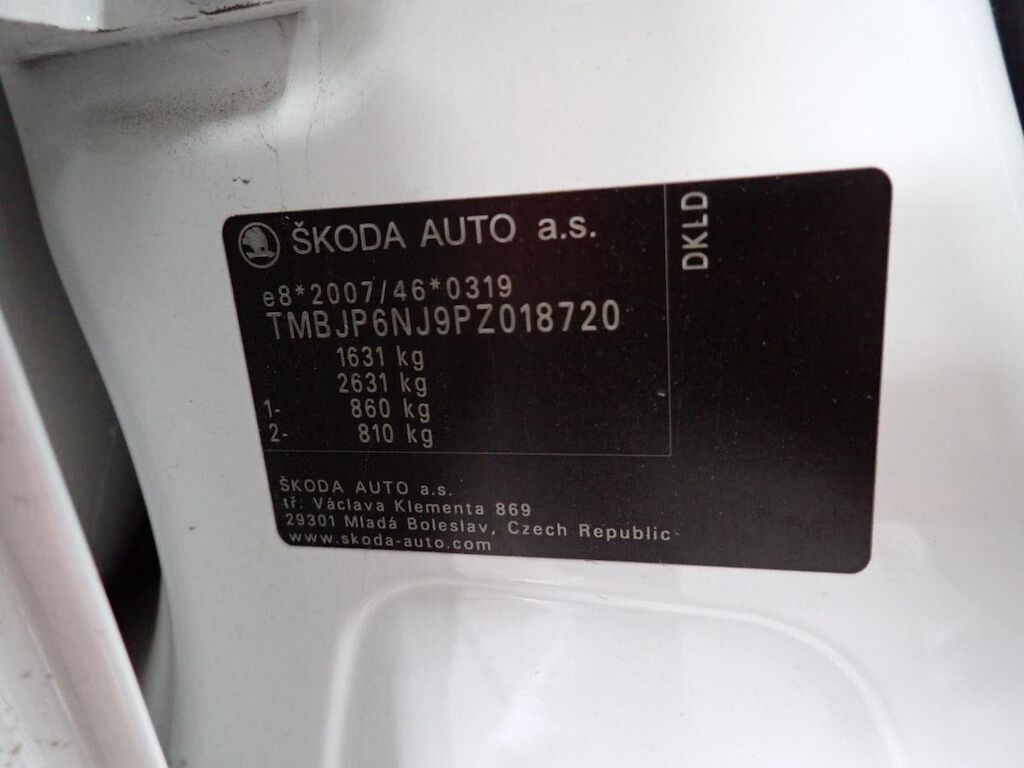 ŠKODA AUTO a.s.
DKLD
e8*2007/46*0319
TMBJP6NJ9PZ018720
1631 kg
2631 kg
1- 860 kg
2- 810 kg
ŠKODA AUTO a.s.
tř. Václava Klementa 869
29301 Mladá Boleslav, Czech Republic
www.skoda-auto.com